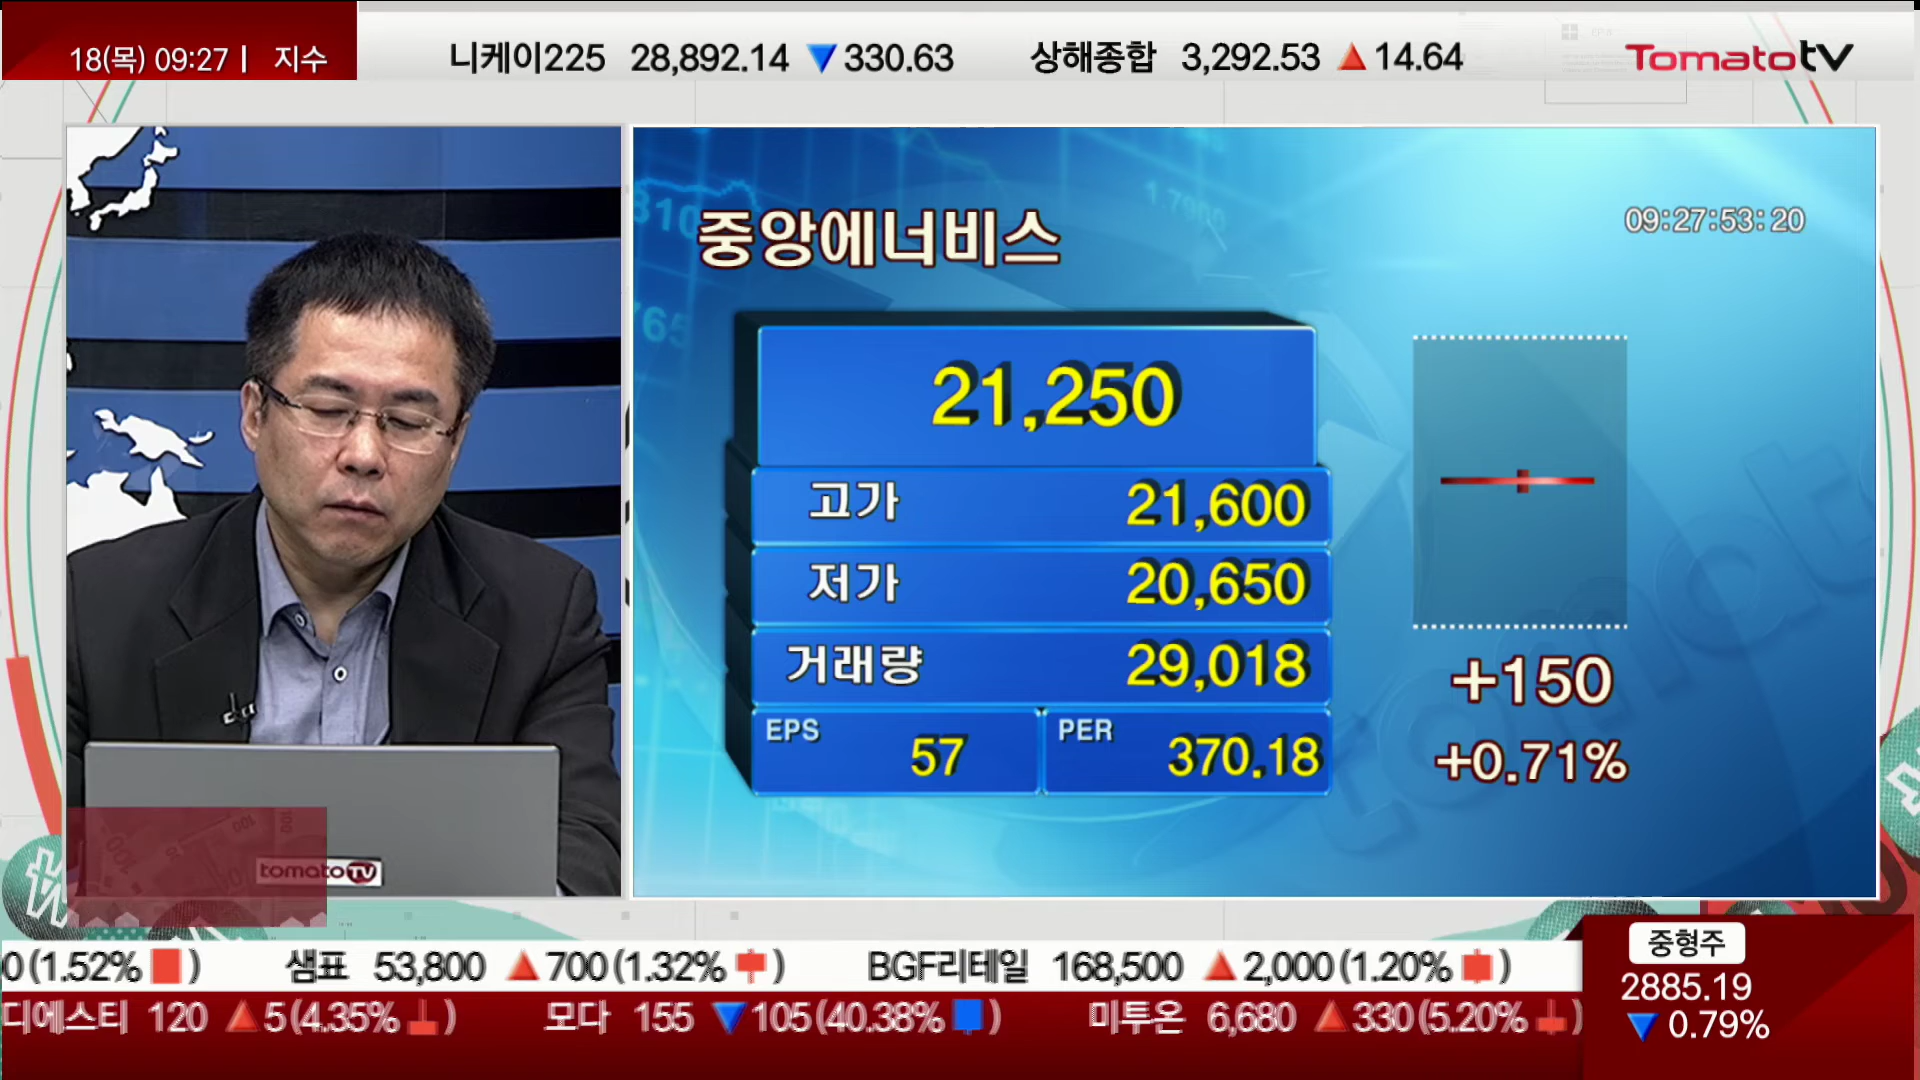 18(목) 09:27 | 지수
니케이225 28,892.14 ▼330.63 상해종합 3,292.53 ▲14.64
Tomatotv
중앙에너비스
09:27:53:20
21,250
고가 21,600
저가 20,650
거래량 29,018
EPS 57 PER 370.18
+150
+0.71%
tomatoTV
0(1.52%) 샘표 53,800 ▲700(1.32%) BGF리테일 168,500 ▲2,000(1.20%)
디에스티 120 ▲5(4.35%) 모다 155 ▼105(40.38%) 미투온 6,680 ▲330(5.20%)
중형주
2885.19
▼0.79%